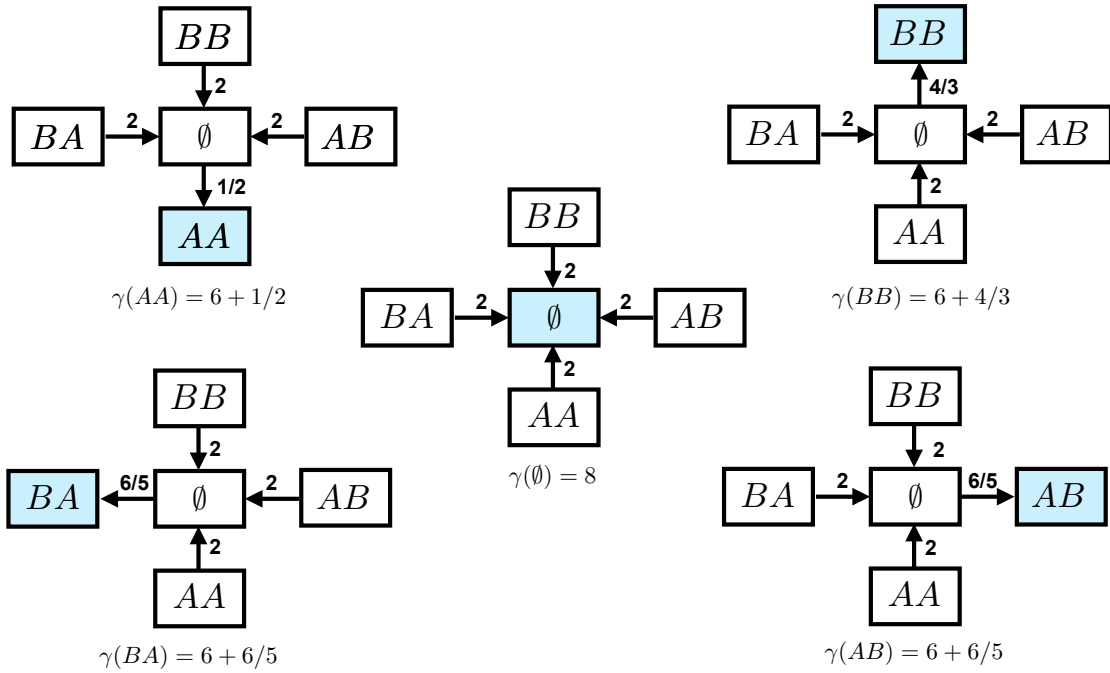 BB
2
BA
2
∅
2
AB
1/2
AA
γ(AA) = 6 + 1/2
BB
4/3
BA
2
∅
2
AB
2
AA
γ(BB) = 6 + 4/3
BB
2
BA
2
∅
2
AB
2
AA
γ(∅) = 8
BB
2
BA
6/5
∅
2
AB
2
AA
γ(BA) = 6 + 6/5
BB
2
BA
2
∅
6/5
AB
2
AA
γ(AB) = 6 + 6/5